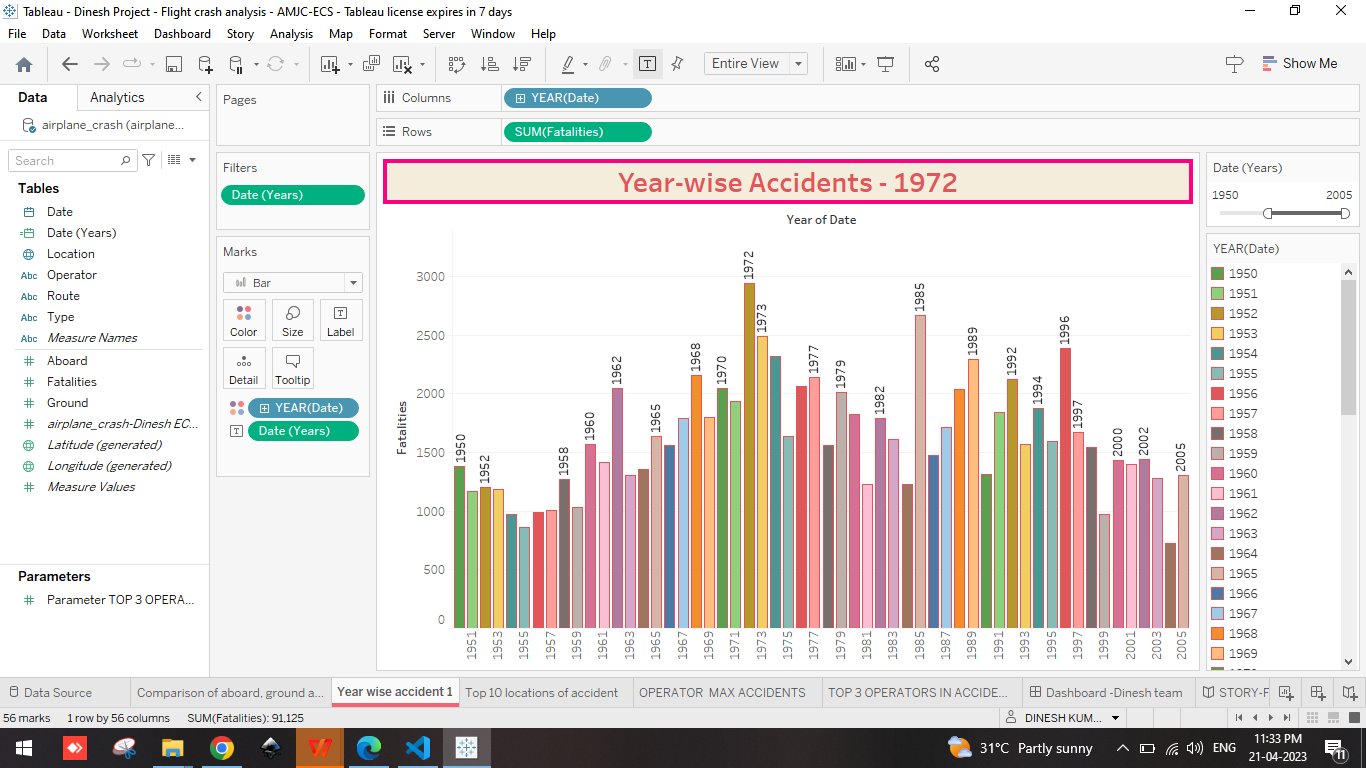 Tableau - Dinesh Project - Flight crash analysis - AMJC-ECS - Tableau license expires in 7 days
File Data Worksheet Dashboard Story Analysis Map Format Server Window Help
Entire View
Show Me
Data Analytics
airplane_crash (airplane...
Search
Tables
Date
Date (Years)
Location
Abc Operator
Abc Route
Abc Type
Abc Measure Names
Aboard
Fatalities
Ground
airplane_crash-Dinesh EC...
Latitude (generated)
Longitude (generated)
Measure Values
Parameters
Parameter TOP 3 OPERA...
Pages
Filters
Date (Years)
Marks
Bar
Color Size Label
Detail Tooltip
YEAR(Date)
Date (Years)
Columns YEAR(Date)
Rows SUM(Fatalities)
Year-wise Accidents - 1972
Year of Date
Fatalities
3000
2500
2000
1500
1000
500
0
1950 1952 1958 1960 1962 1965 1968 1970 1972 1973 1977 1979 1982 1985 1989 1992 1994 1996 1997 2000 2002 2005
1951 1953 1955 1957 1959 1961 1963 1965 1967 1969 1971 1973 1975 1977 1979 1981 1983 1985 1987 1989 1991 1993 1995 1997 1999 2001 2003 2005
Date (Years)
1950 2005
YEAR(Date)
1950
1951
1952
1953
1954
1955
1956
1957
1958
1959
1960
1961
1962
1963
1964
1965
1966
1967
1968
1969
Data Source Comparison of aboard, ground a... Year wise accident 1 Top 10 locations of accident OPERATOR MAX ACCIDENTS TOP 3 OPERATORS IN ACCIDE... Dashboard -Dinesh team STORY-F
56 marks 1 row by 56 columns SUM(Fatalities): 91,125 DINESH KUM...
31°C Partly sunny ENG 11:33 PM
21-04-2023 11